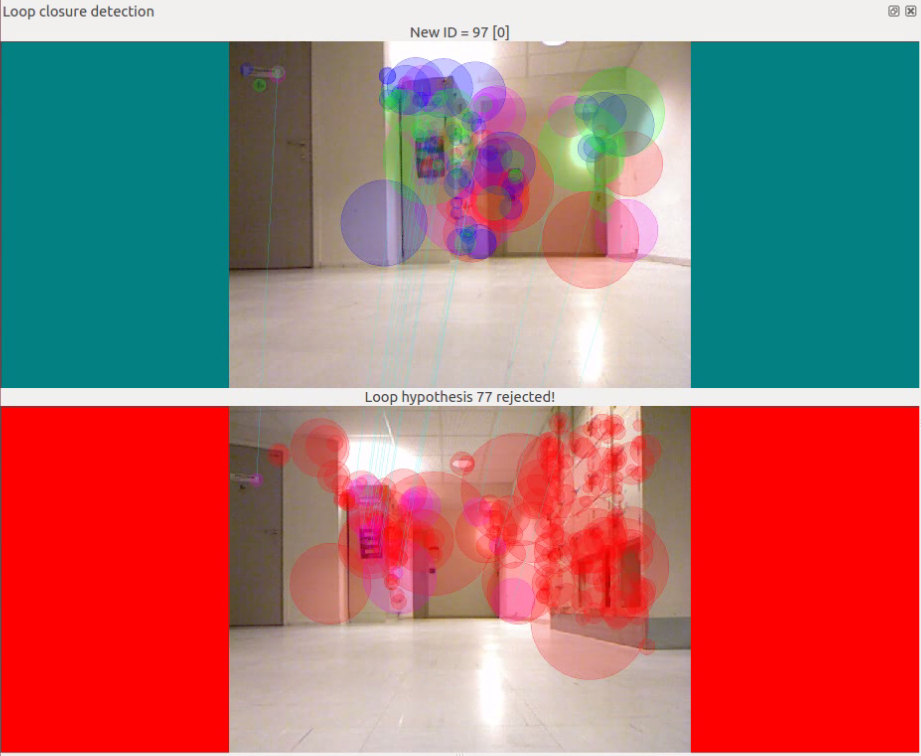 Loop closure detection
New ID = 97 [0]
Loop hypothesis 77 rejected!